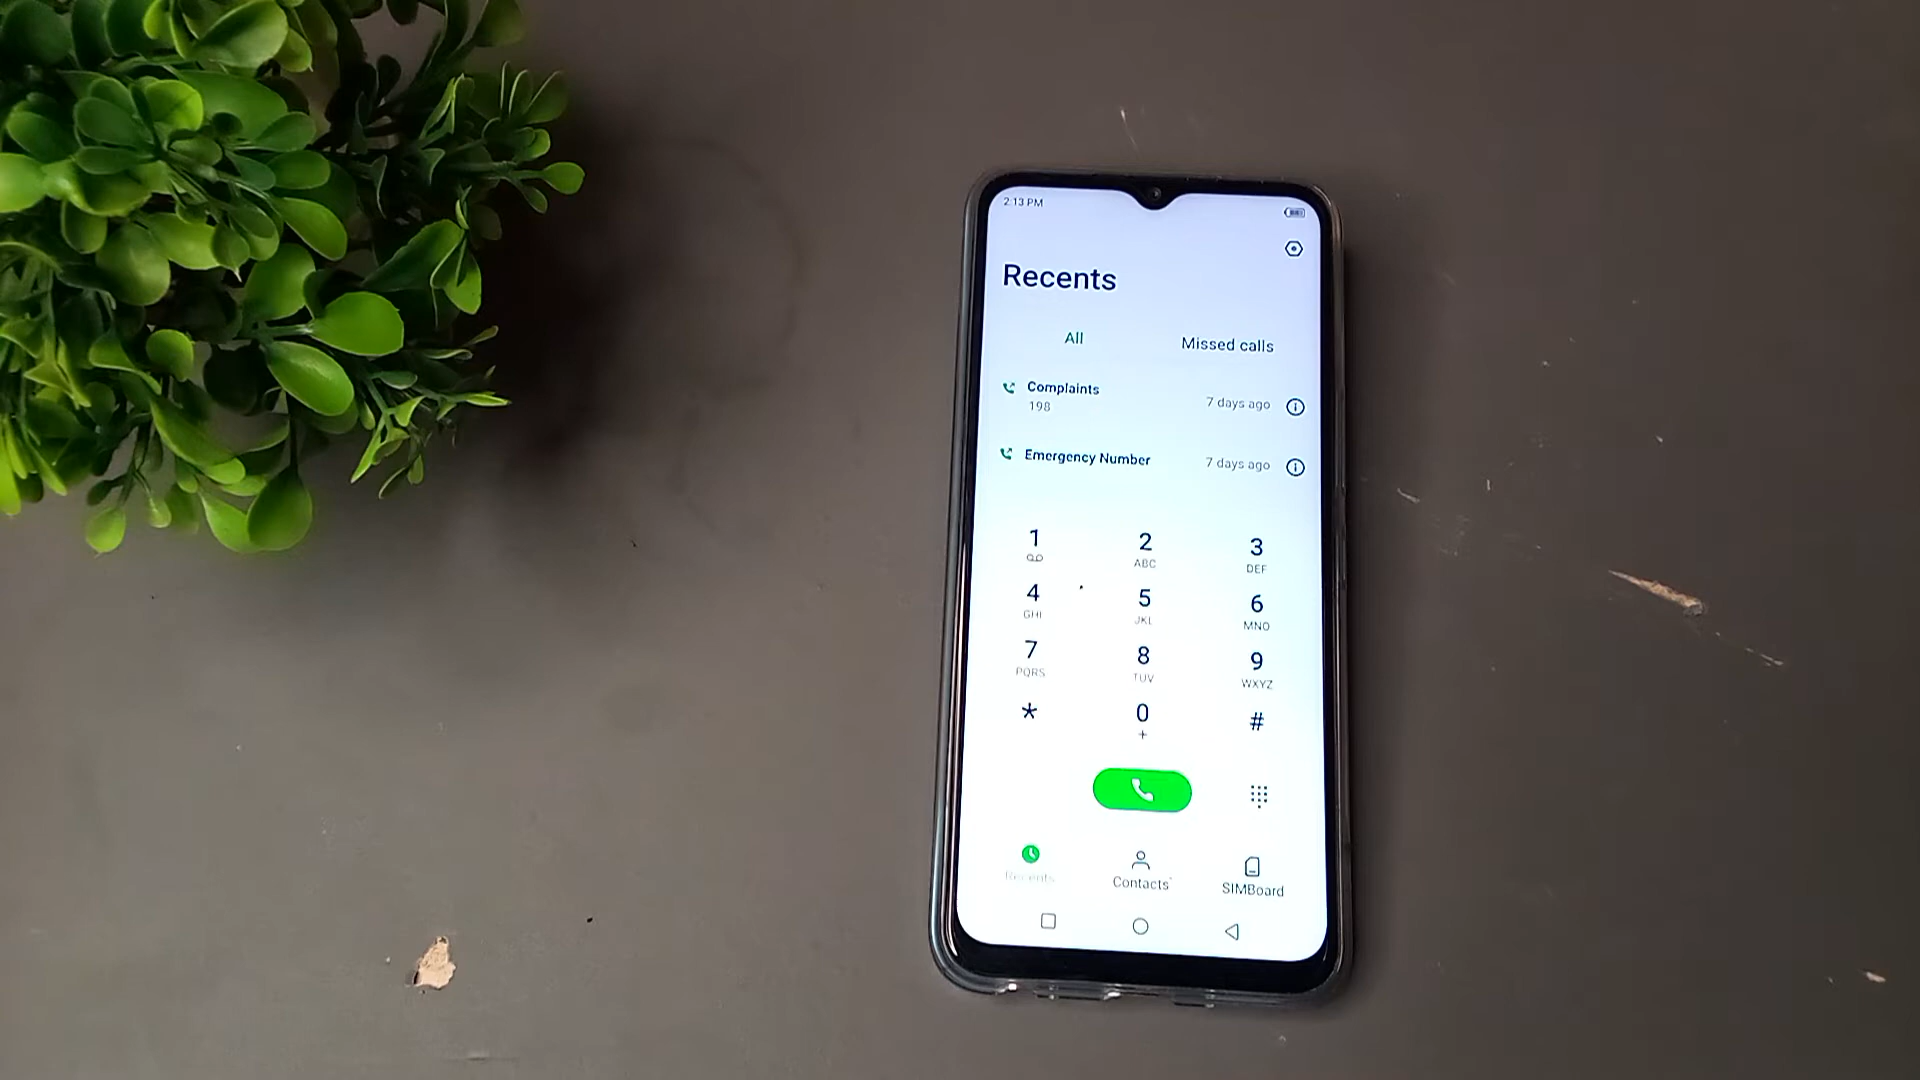 2:13 PM
Recents
All Missed calls
Complaints
198 7 days ago
Emergency Number 7 days ago
1 2 3
ABC DEF
4 5 6
GHI JKL MNO
7 8 9
PQRS TUV WXYZ
* 0 #
+
Recents Contacts SIMBoard